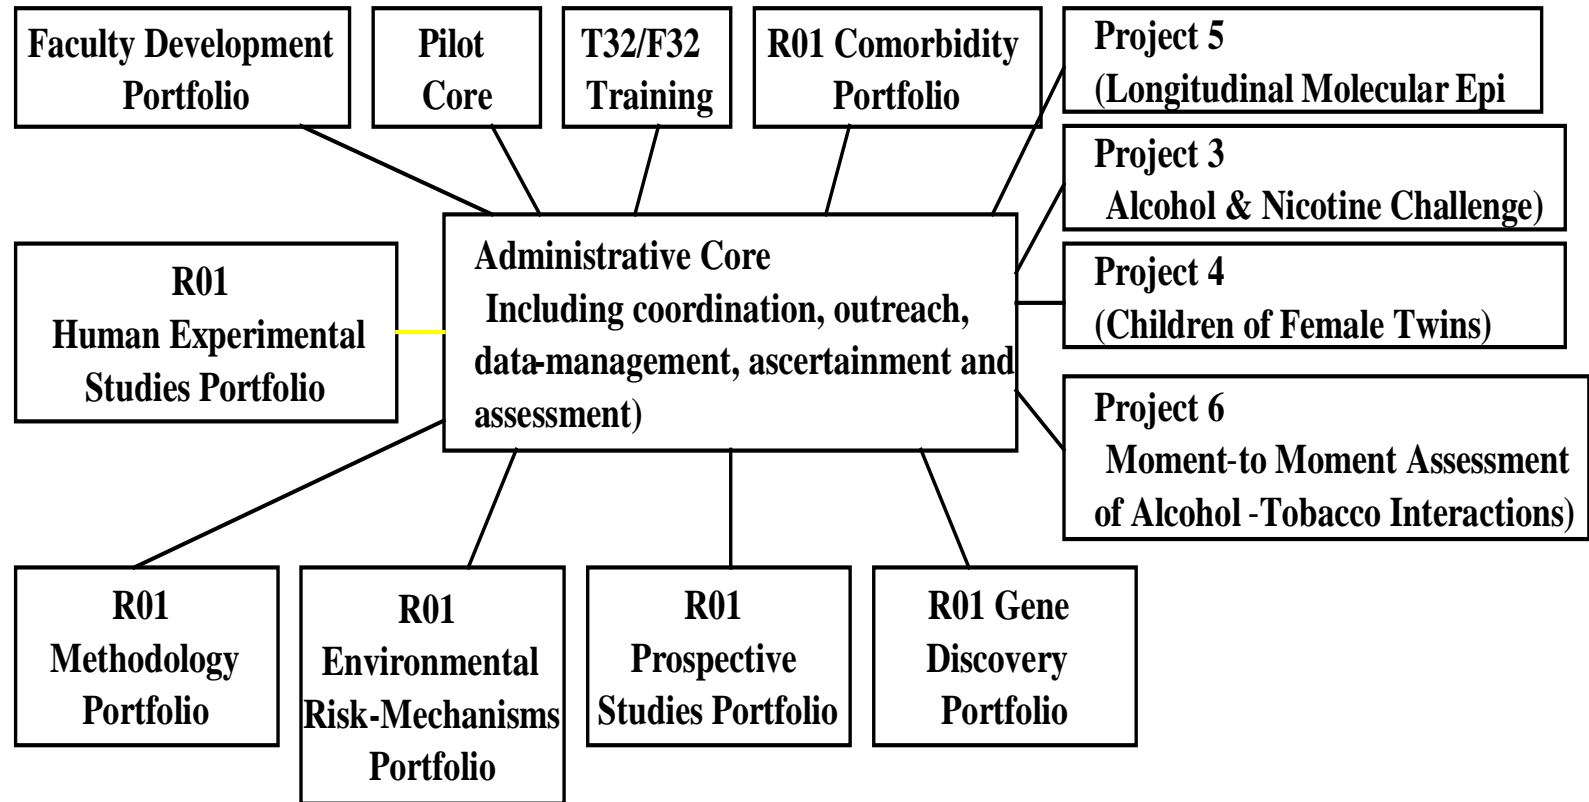 Faculty Development
Portfolio
Pilot
Core
T32/F32
Training
R01 Comorbidity
Portfolio
Project 5
(Longitudinal Molecular Epi
Project 3
Alcohol & Nicotine Challenge)
Project 4
(Children of Female Twins)
Project 6
Moment-to Moment Assessment
of Alcohol -Tobacco Interactions)
R01
Human Experimental
Studies Portfolio
Administrative Core
Including coordination, outreach,
data-management, ascertainment and
assessment)
R01
Methodology
Portfolio
R01
Environmental
Risk-Mechanisms
Portfolio
R01
Prospective
Studies Portfolio
R01 Gene
Discovery
Portfolio